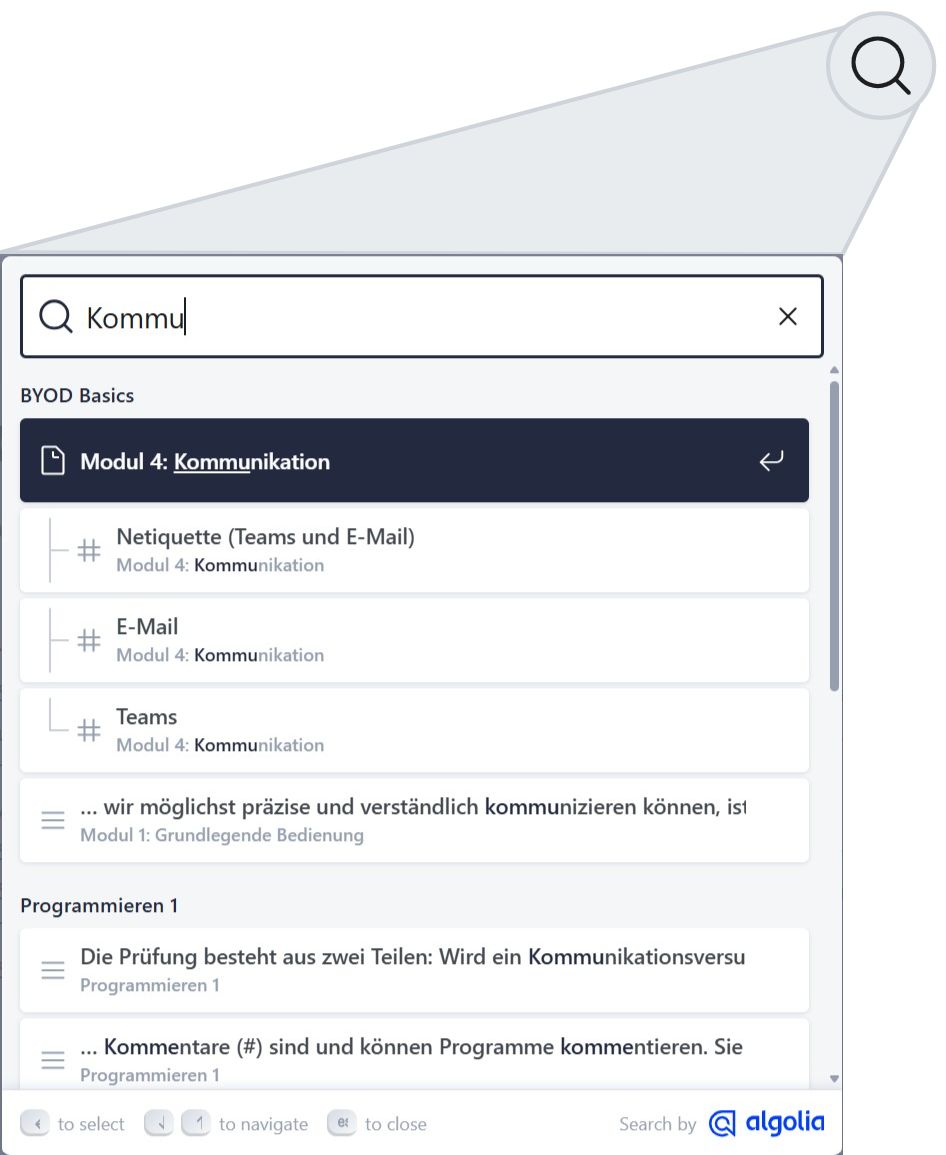 Kommu
BYOD Basics
Modul 4: Kommunikation
Netiquette (Teams und E-Mail)
Modul 4: Kommunikation
E-Mail
Modul 4: Kommunikation
Teams
Modul 4: Kommunikation
... wir möglichst präzise und verständlich kommunizieren können, ist
Modul 1: Grundlegende Bedienung
Programmieren 1
Die Prüfung besteht aus zwei Teilen: Wird ein Kommunikationsversu
Programmieren 1
... Kommentare (#) sind und können Programme kommentieren. Sie
Programmieren 1
to select to navigate to close Search by algolia